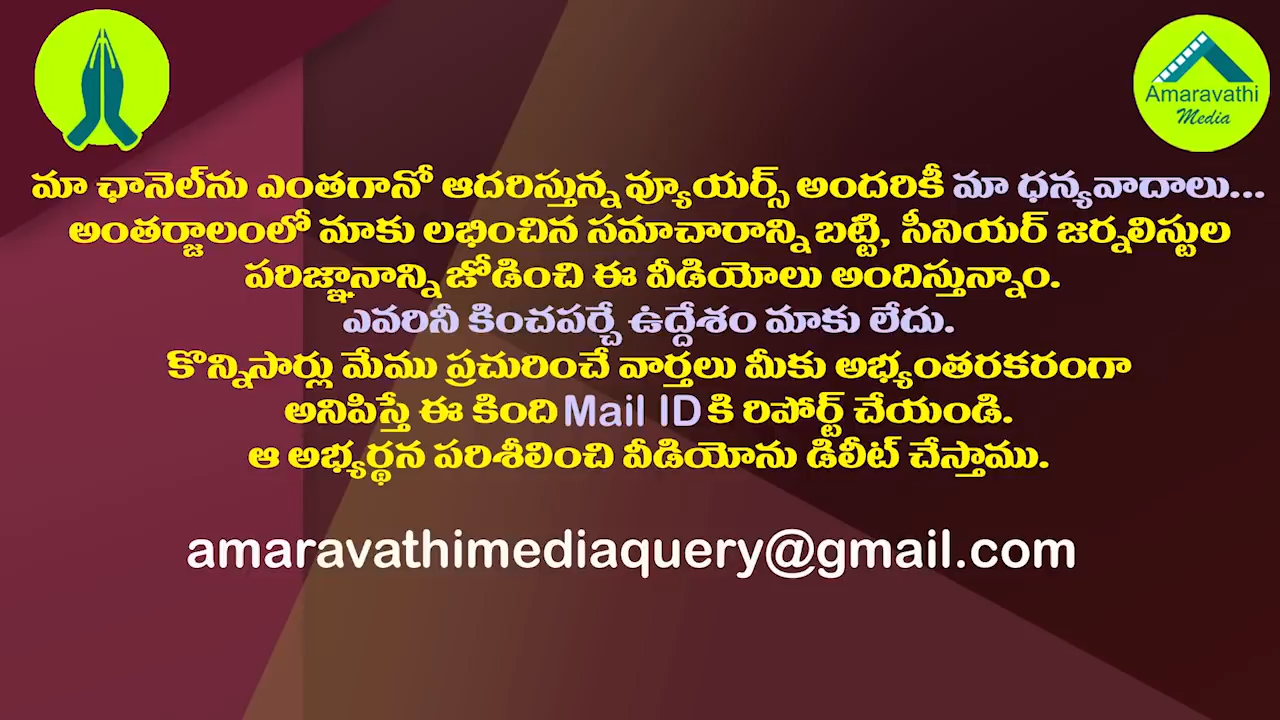 Amaravathi
Media
మా ఛానెల్‌ను ఎంతగానో ఆదరిస్తున్న వ్యూయర్స్ అందరికీ మా ధన్యవాదాలు...
అంతర్జాలంలో మాకు లభించిన సమాచారాన్ని బట్టి, సీనియర్ జర్నలిస్టుల
పరిజ్ఞానాన్ని జోడించి ఈ వీడియోలు అందిస్తున్నాం.
ఎవరినీ కించపర్చే ఉద్దేశం మాకు లేదు.
కొన్నిసార్లు మేము ప్రచురించే వార్తలు మీకు అభ్యంతరకరంగా
అనిపిస్తే ఈ కింది Mail ID కి రిపోర్ట్ చేయండి.
ఆ అభ్యర్థన పరిశీలించి వీడియోను డిలీట్ చేస్తాము.
amaravathimediaquery@gmail.com